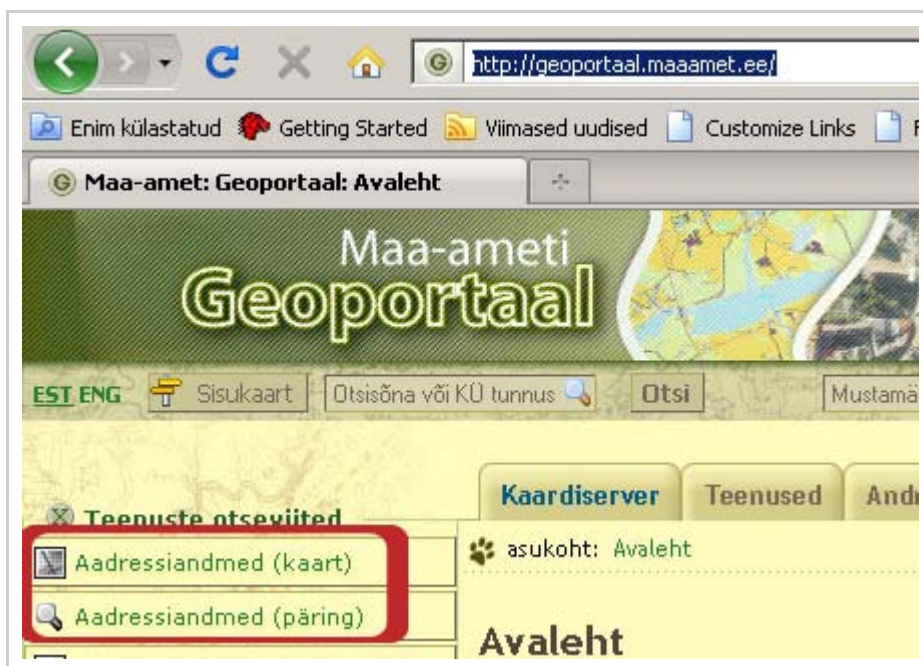 http://geoportaal.maaamet.ee/
Enim külastatud Getting Started Viimased uudised Customize Links
Maa-amet: Geoportaal: Avaleht
Maa-ameti
Geoportaal
EST ENG Sisukaart Otsisõna või KÜ tunnus Otsi Mustamä
Kaardiserver Teenused And
Teenuste otseviited
asukoht: Avaleht
Aadressiandmed (kaart)
Aadressiandmed (päring)
Avaleht